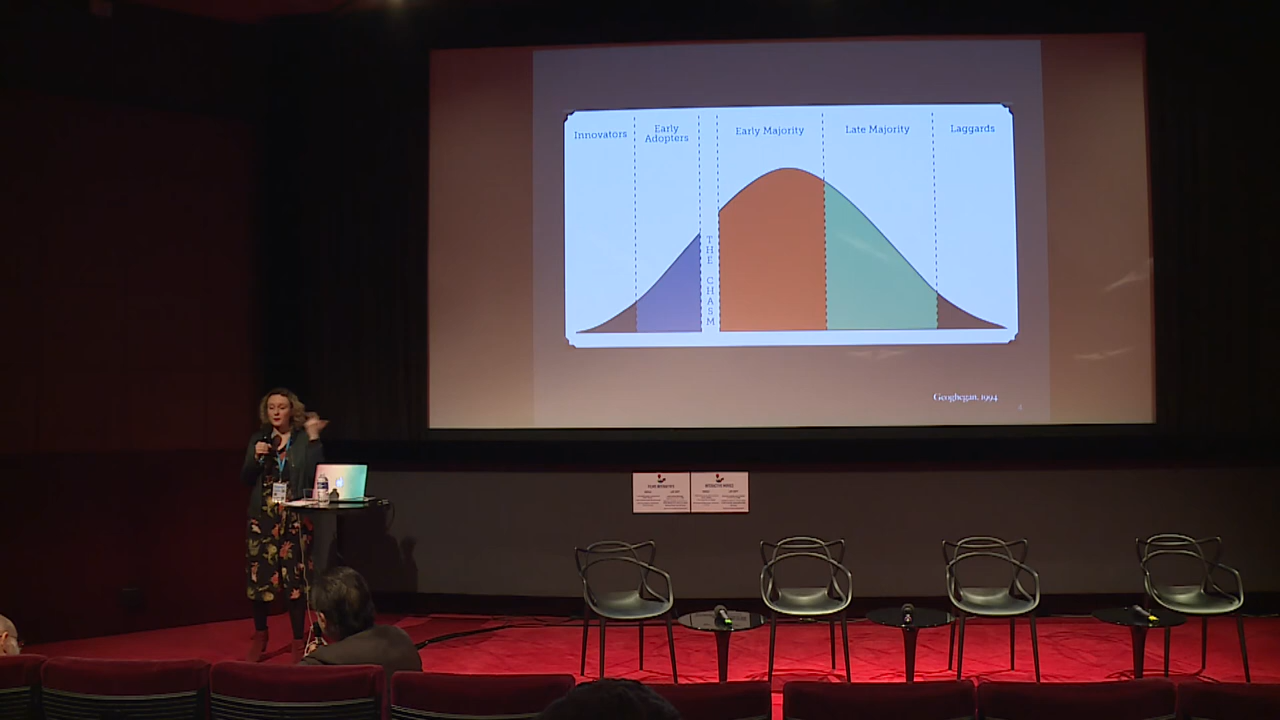 Innovators
Early
Adopters
Early Majority
Late Majority
Laggards
THE CHASM
Geoghegan, 1994